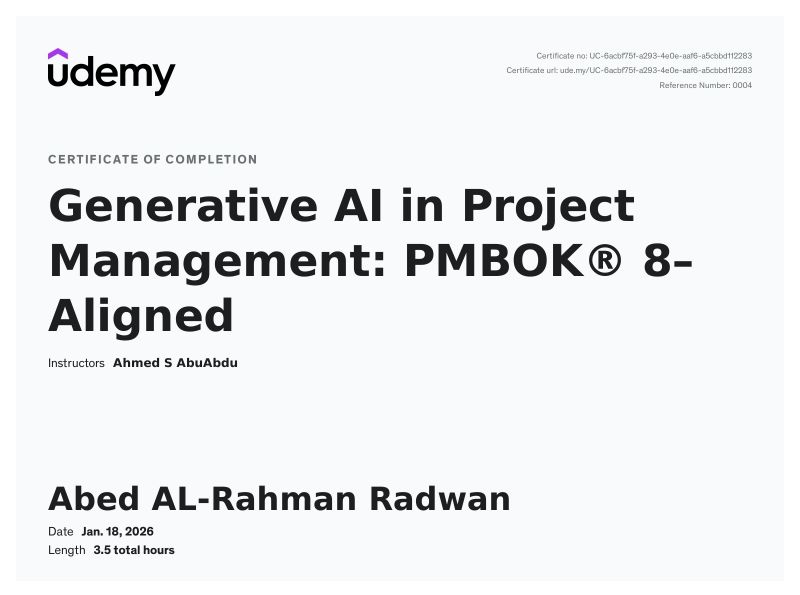 udemy
Certificate no: UC-6acbf75f-a293-4e0e-aaf6-a5cbbd112283
Certificate url: ude.my/UC-6acbf75f-a293-4e0e-aaf6-a5cbbd112283
Reference Number: 0004
CERTIFICATE OF COMPLETION
Generative AI in Project
Management: PMBOK® 8–
Aligned
Instructors Ahmed S AbuAbdu
Abed AL-Rahman Radwan
Date Jan. 18, 2026
Length 3.5 total hours